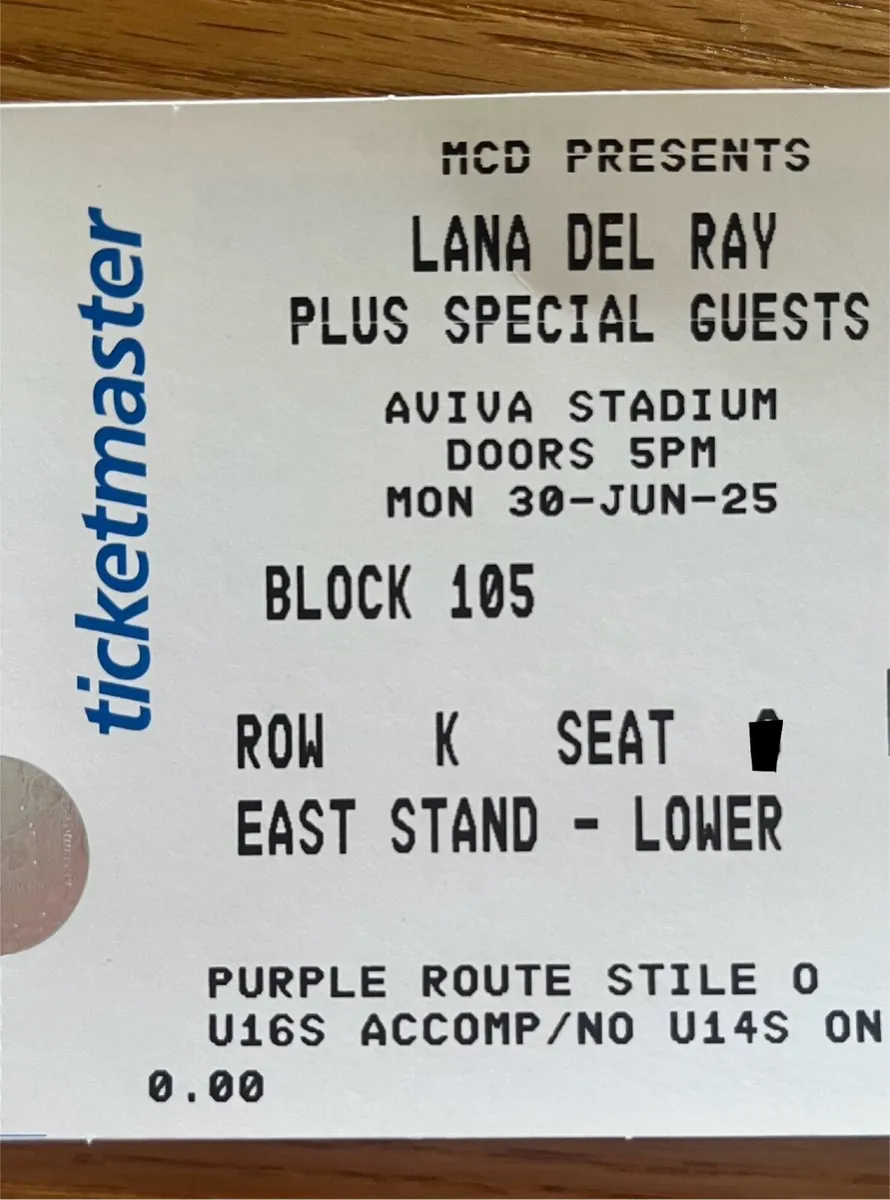 ticketmaster
MCD PRESENTS
LANA DEL RAY
PLUS SPECIAL GUESTS
AVIVA STADIUM
DOORS 5PM
MON 30-JUN-25
BLOCK 105
ROW K SEAT
EAST STAND - LOWER
PURPLE ROUTE STILE O
U16S ACCOMP/NO U14S ON
0.00